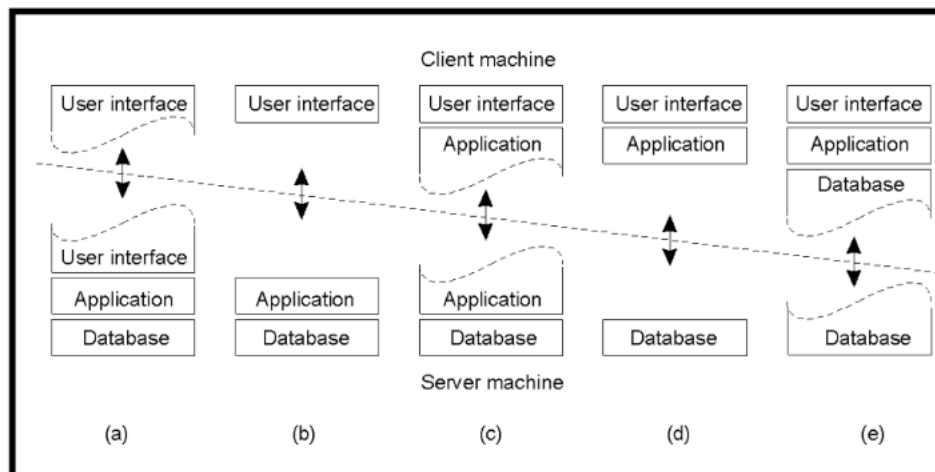 Client machine
User interface User interface User interface User interface User interface
Application Application Application
Database
User interface
Application Application Application
Database Database Database Database Database
Server machine
(a) (b) (c) (d) (e)